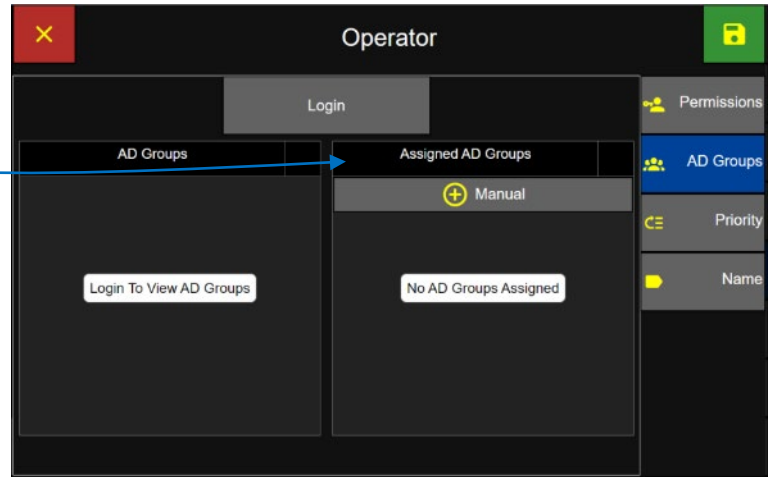 Operator
Login
Permissions
AD Groups
Assigned AD Groups
AD Groups
Manual
Priority
Login To View AD Groups
No AD Groups Assigned
Name